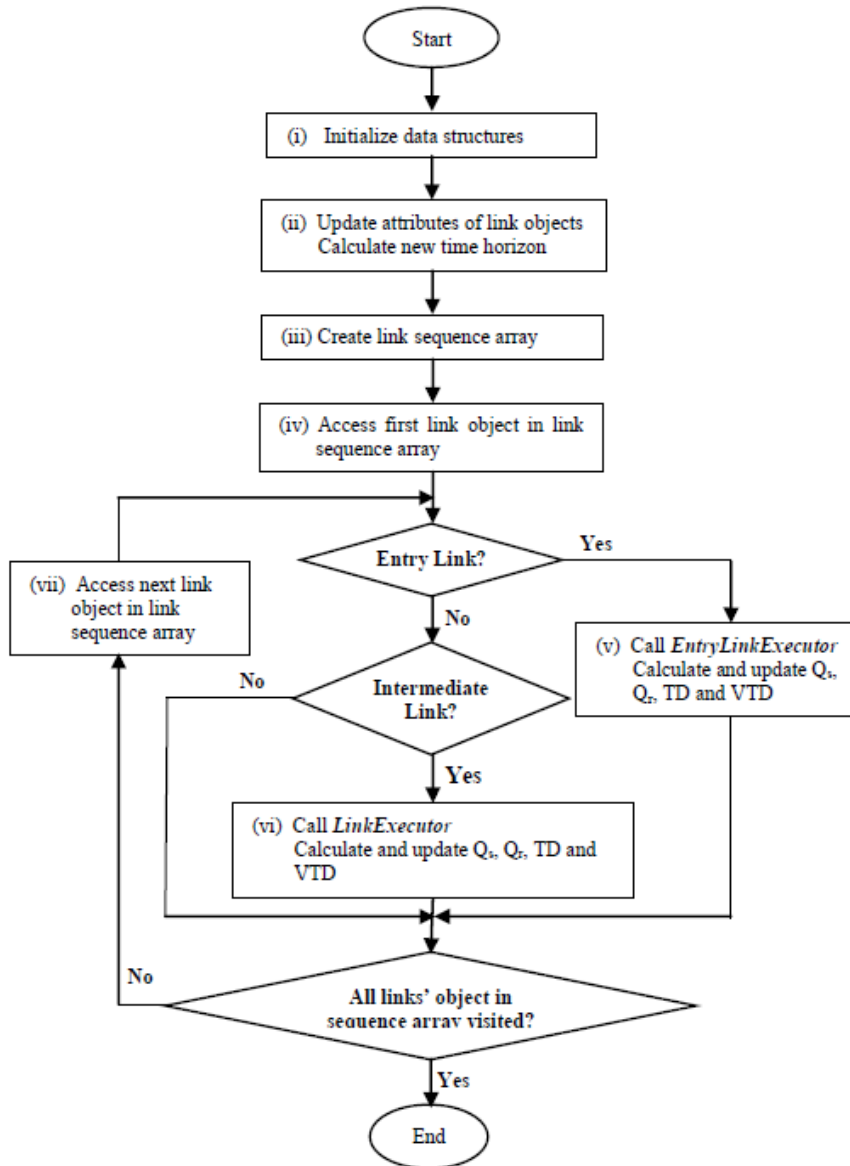 Start
(i) Initialize data structures
(ii) Update attributes of link objects
Calculate new time horizon
(iii) Create link sequence array
(iv) Access first link object in link
sequence array
Entry Link?
Yes
(vii) Access next link
object in link
sequence array
No
(v) Call EntryLinkExecutor
Calculate and update Qs,
Qr, TD and VTD
No
Intermediate
Link?
Yes
(vi) Call LinkExecutor
Calculate and update Qs, Qr, TD and
VTD
No
All links’ object in
sequence array visited?
Yes
End